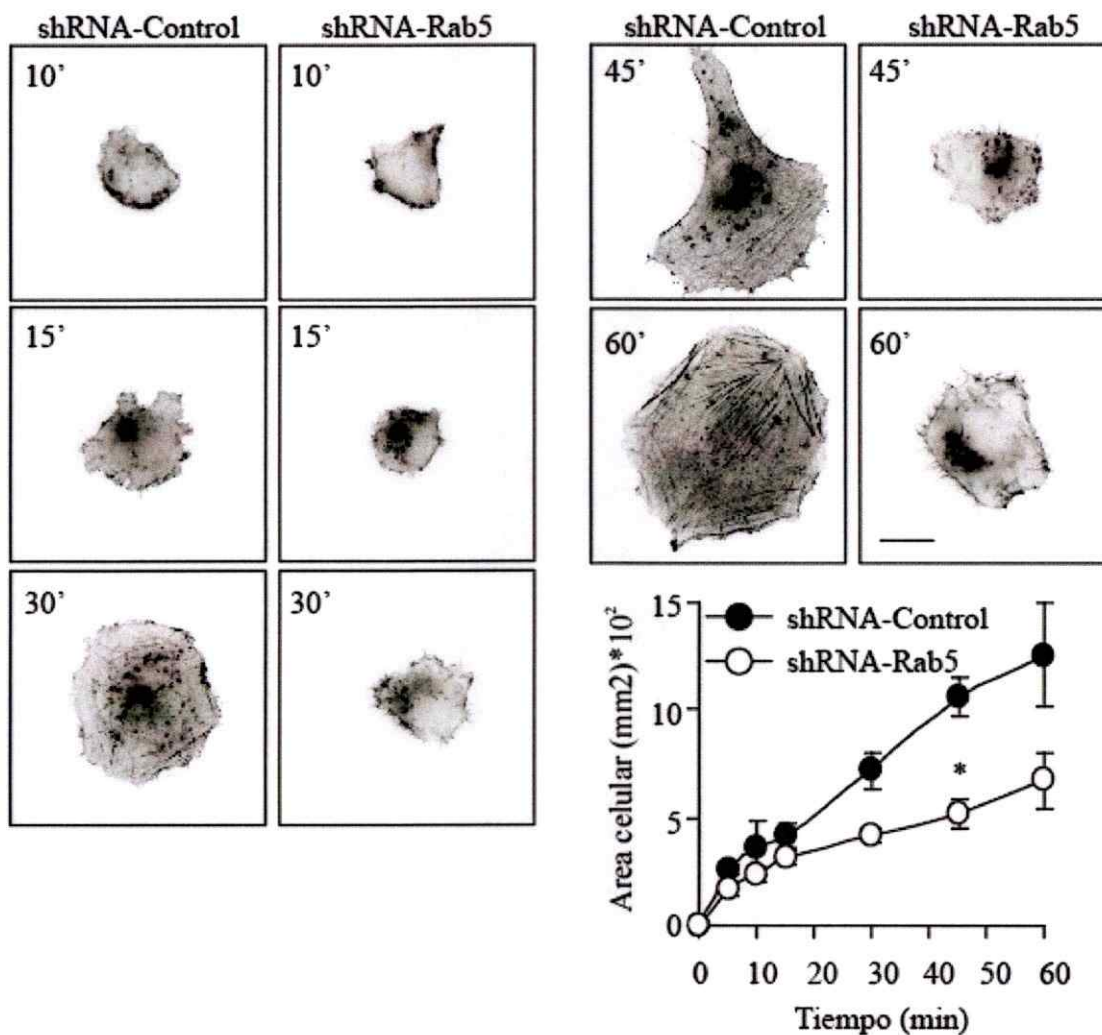 shRNA-Control shRNA-Rab5 shRNA-Control shRNA-Rab5
10’ 10’ 45’ 45’
15’ 15’ 60’ 60’
30’ 30’
shRNA-Control
shRNA-Rab5
Area celular (mm2)*10²
15
10
5
0
*
0 10 20 30 40 50 60
Tiempo (min)